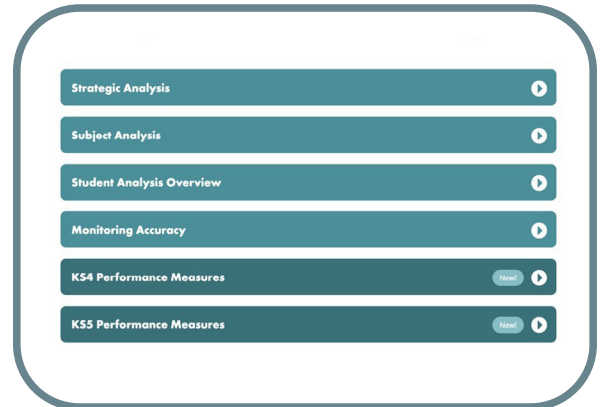 Strategic Analysis
Subject Analysis
Student Analysis Overview
Monitoring Accuracy
KS4 Performance Measures New!
KS5 Performance Measures New!